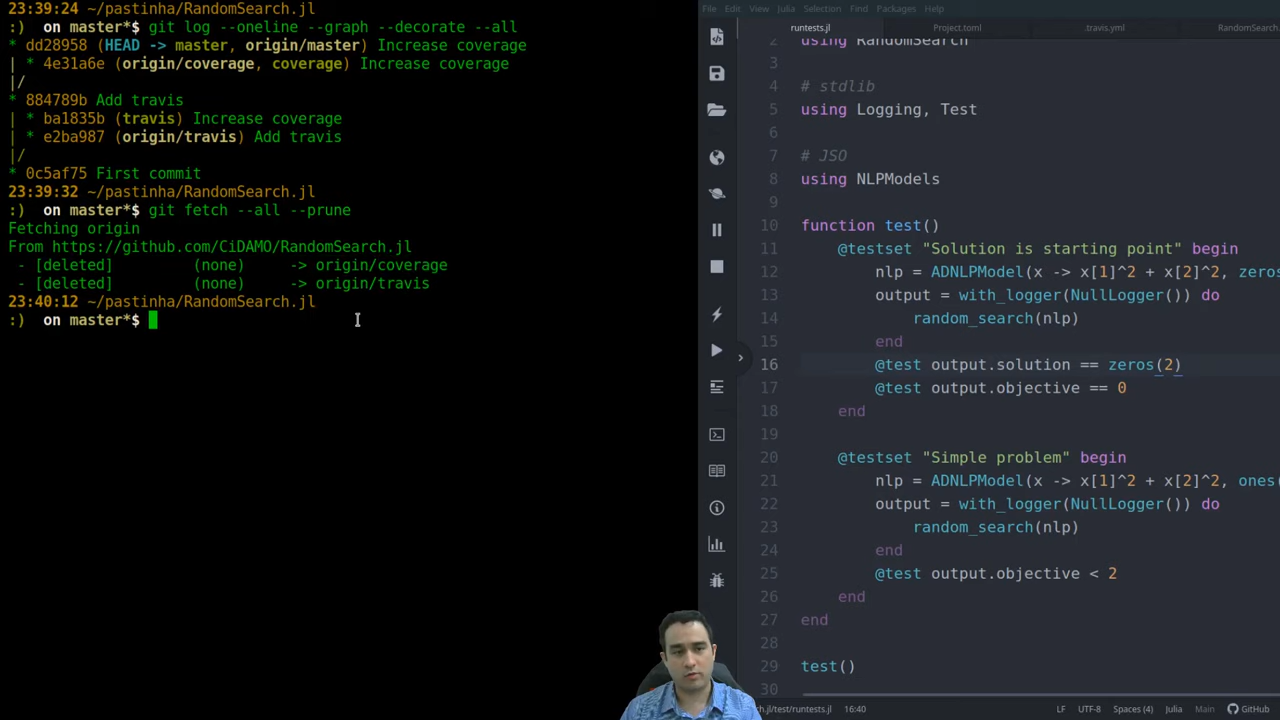 23:39:24 ~/pastinha/RandomSearch.jl
:) on master*$ git log --oneline --graph --decorate --all
* dd28958 (HEAD -> master, origin/master) Increase coverage
| * 4e31a6e (origin/coverage, coverage) Increase coverage
|/
* 884789b Add travis
| * ba1835b (travis) Increase coverage
| * e2ba987 (origin/travis) Add travis
|/
* 0c5af75 First commit
23:39:32 ~/pastinha/RandomSearch.jl
:) on master*$ git fetch --all --prune
Fetching origin
From https://github.com/CiDAMO/RandomSearch.jl
- [deleted] (none) -> origin/coverage
- [deleted] (none) -> origin/travis
23:40:12 ~/pastinha/RandomSearch.jl
:) on master*$
File Edit View Julia Selection Find Packages Help
runtests.jl Project.toml .travis.yml RandomSearch.
2 using RandomSearch
3
4 # stdlib
5 using Logging, Test
6
7 # JSO
8 using NLPModels
9
10 function test()
11 @testset "Solution is starting point" begin
12 nlp = ADNLPModel(x -> x[1]^2 + x[2]^2, zeros
13 output = with_logger(NullLogger()) do
14 random_search(nlp)
15 end
16 @test output.solution == zeros(2)
17 @test output.objective == 0
18 end
19
20 @testset "Simple problem" begin
21 nlp = ADNLPModel(x -> x[1]^2 + x[2]^2, ones(
22 output = with_logger(NullLogger()) do
23 random_search(nlp)
24 end
25 @test output.objective < 2
26 end
27 end
28
29 test()
30
ch.jl/test/runtests.jl 16:40 LF UTF-8 Spaces (4) Julia Main GitHub